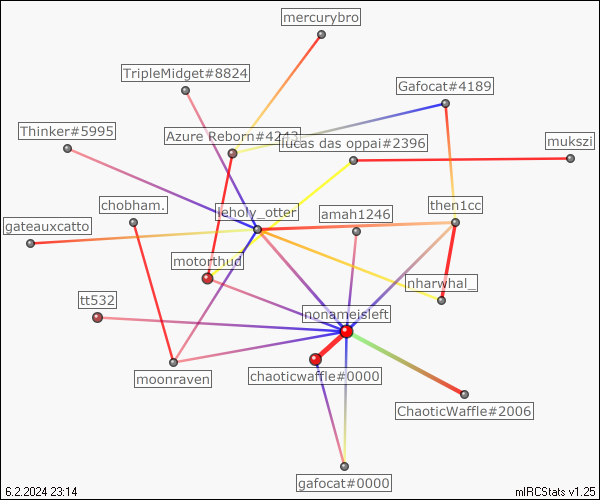 mercurybro
TripleMidget#8824
Gafocat#4189
Thinker#5995
Azure Reborn#4243
lucas das oppai#2396
mukszi
chobham.
leholy_otter
amah1246
then1cc
gateauxcatto
motorthud
nharwhal_
tt532
nonameisleft
moonraven
chaoticwaffle#0000
ChaoticWaffle#2006
gafocat#0000
6.2.2024 23:14
mIRCStats v1.25